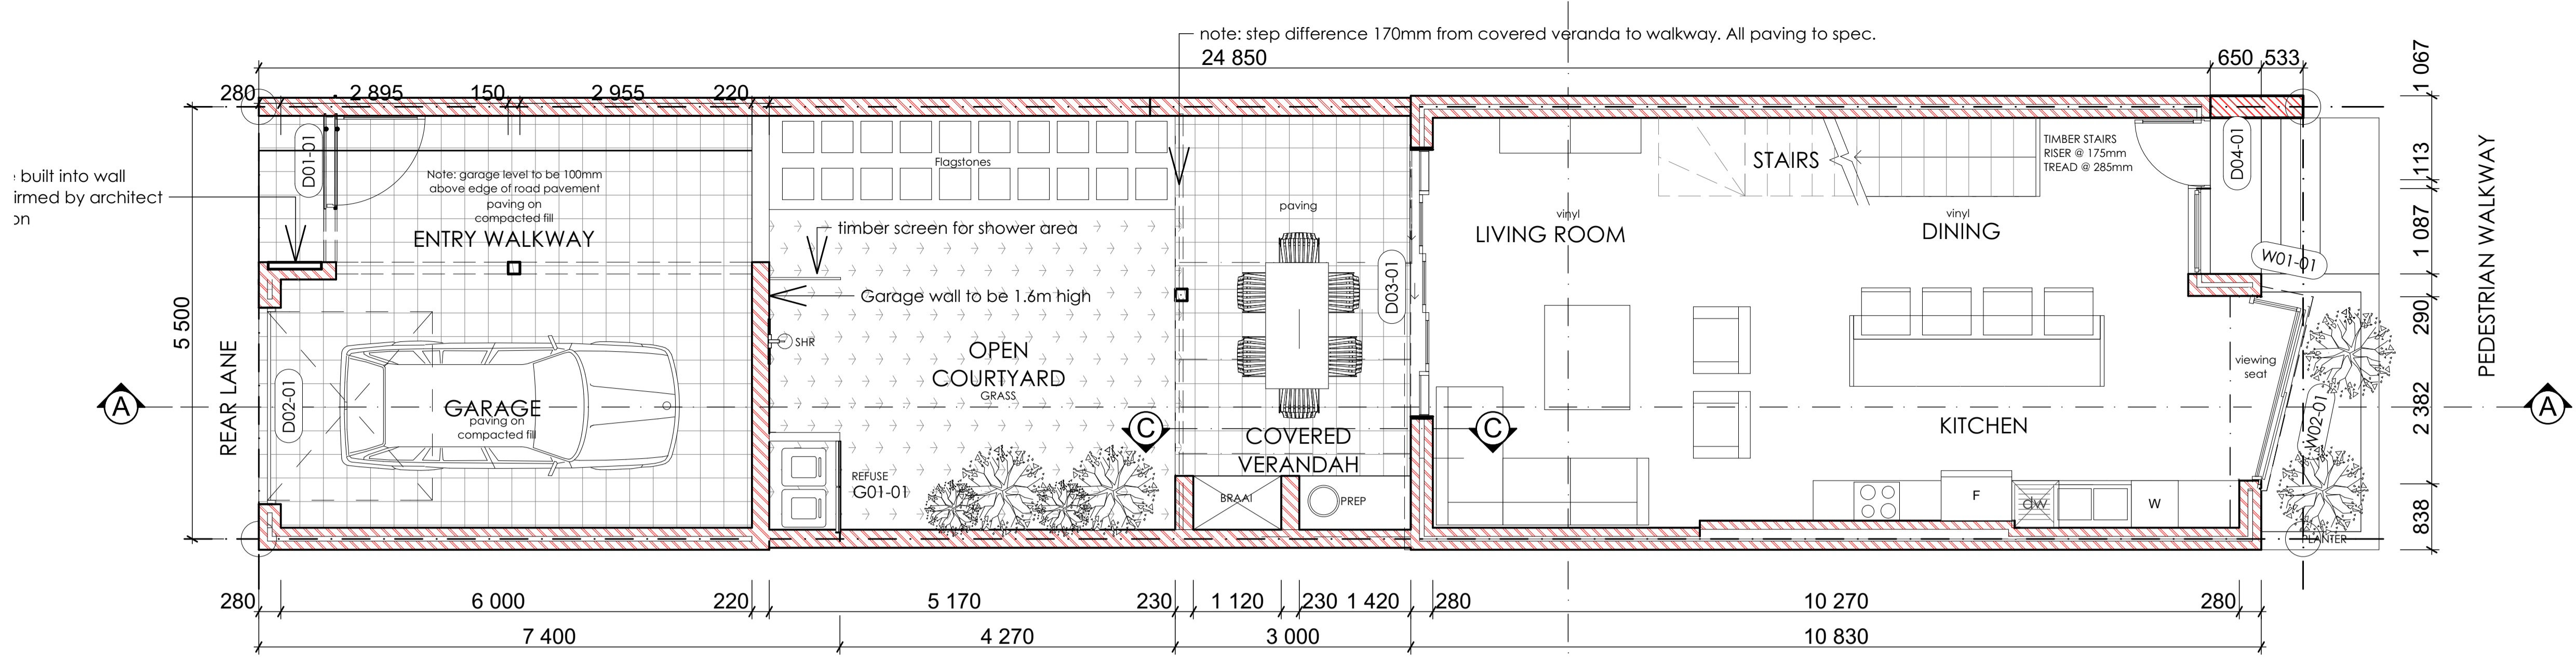 note: step difference 170mm from covered veranda to walkway. All paving to spec.
24 850
650
533
280
2 895
150
2 955
220
1 067
113
1 087
290
2 382
838
PEDESTRIAN WALKWAY
5 500
REAR LANE
built into wall
irmed by architect
on
D01-01
Note: garage level to be 100mm
above edge of road pavement
paving on
compacted fill
ENTRY WALKWAY
D02-01
GARAGE
paving on
compacted fill
A
Flagstones
timber screen for shower area
Garage wall to be 1.6m high
SHR
OPEN
COURTYARD
GRASS
REFUSE
G01-01
paving
D03-01
C
COVERED
VERANDAH
BRAAI
PREP
C
vinyl
LIVING ROOM
STAIRS
TIMBER STAIRS
RISER @ 175mm
TREAD @ 285mm
vinyl
DINING
KITCHEN
F
dw
W
D04-01
W01-01
viewing
seat
W02-01
PLANTER
A
280
6 000
220
5 170
230
1 120
230
1 420
280
10 270
280
7 400
4 270
3 000
10 830